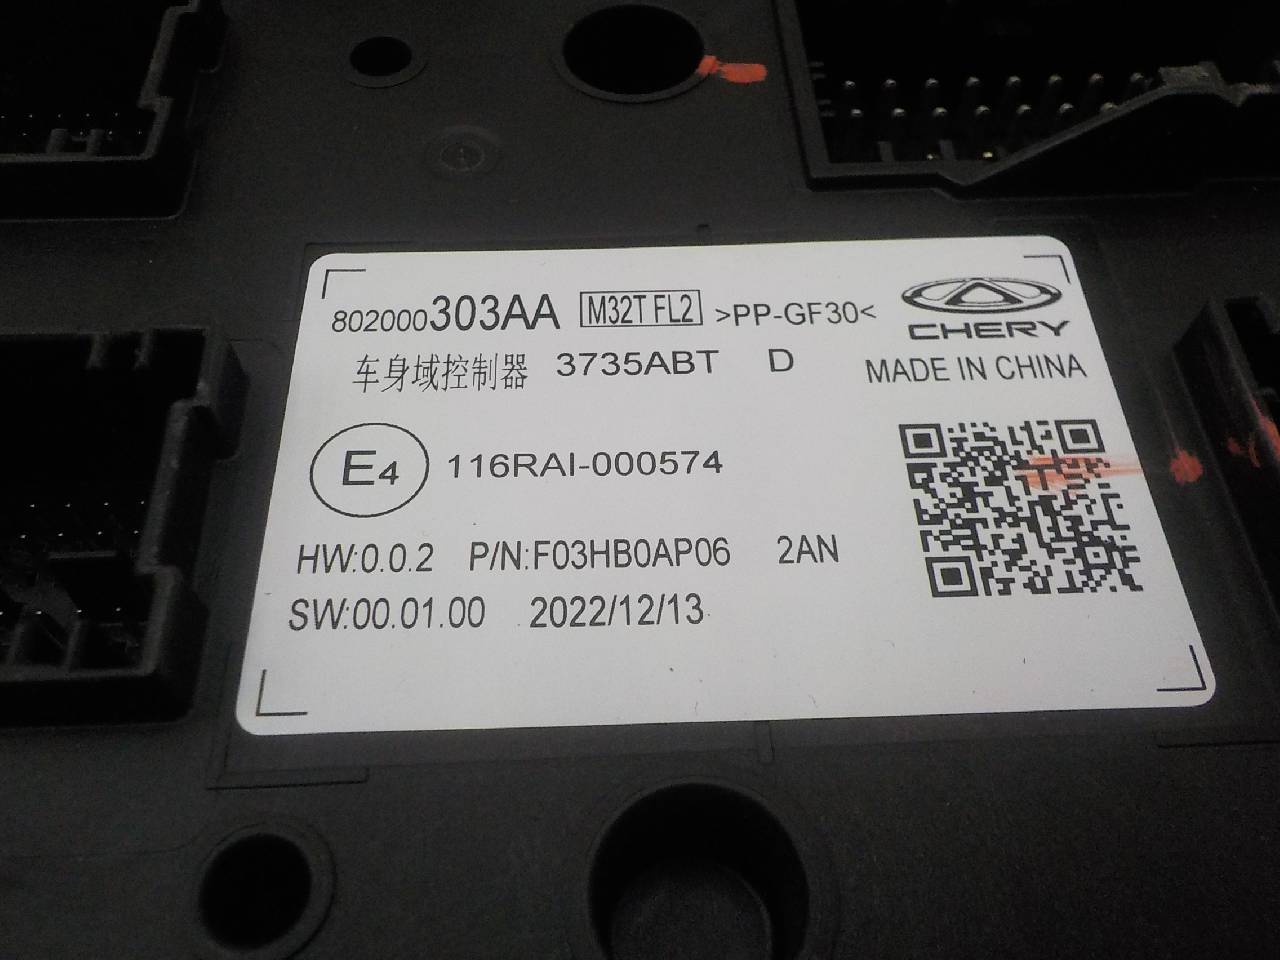 802000303AA M32T FL2 >PP-GF30< CHERY
车身域控制器 3735ABT D MADE IN CHINA
E4 116RAI-000574
HW:0.0.2 P/N:F03HB0AP06 2AN
SW:00.01.00 2022/12/13